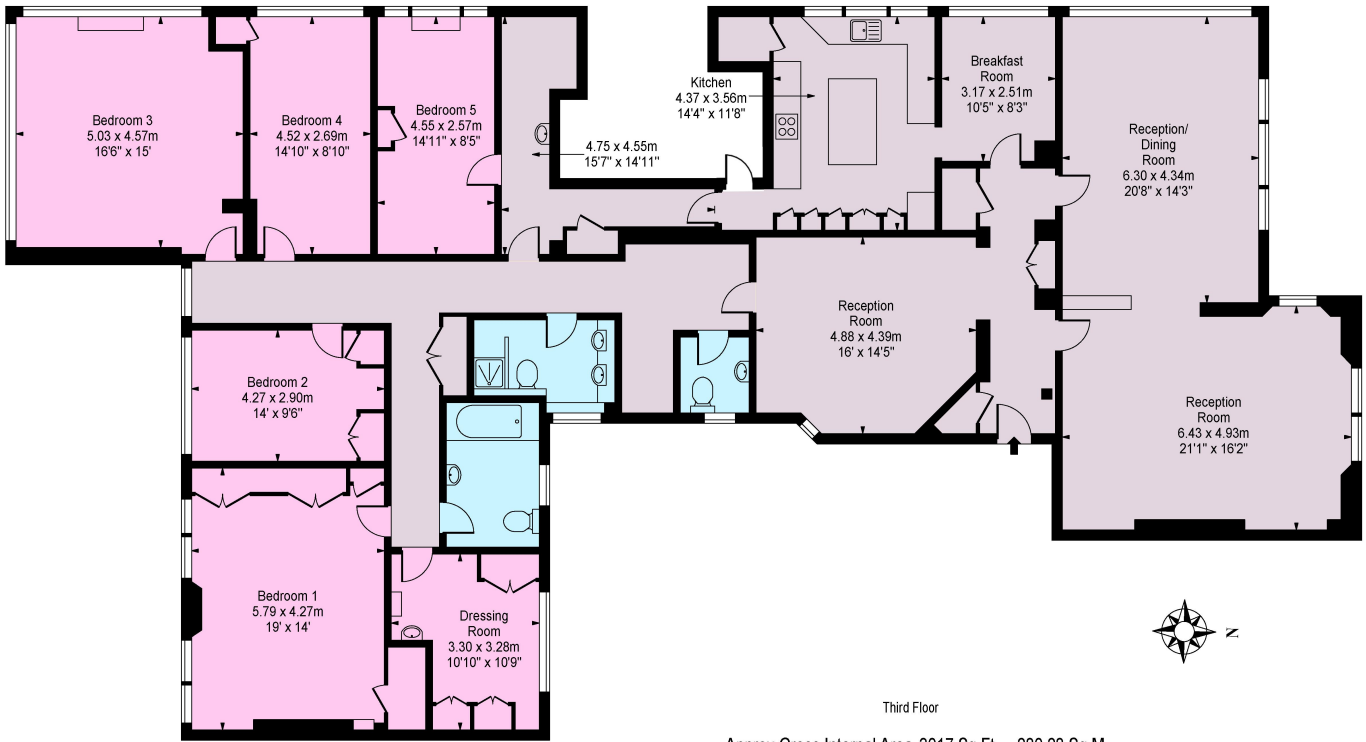 Bedroom 3
5.03 x 4.57m
16'6" x 15'
Bedroom 4
4.52 x 2.69m
14'10" x 8'10"
Bedroom 5
4.55 x 2.57m
14'11" x 8'5"
4.75 x 4.55m
15'7" x 14'11"
Kitchen
4.37 x 3.56m
14'4" x 11'8"
Breakfast
Room
3.17 x 2.51m
10'5" x 8'3"
Reception/
Dining
Room
6.30 x 4.34m
20'8" x 14'3"
Reception
Room
4.88 x 4.39m
16' x 14'5"
Reception
Room
6.43 x 4.93m
21'1" x 16'2"
Bedroom 2
4.27 x 2.90m
14' x 9'6"
Bedroom 1
5.79 x 4.27m
19' x 14'
Dressing
Room
3.30 x 3.28m
10'10" x 10'9"
N
Third Floor